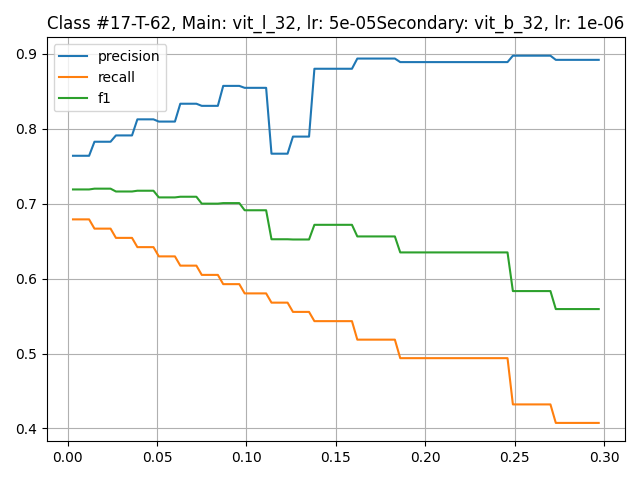 Class #17-T-62, Main: vit_l_32, lr: 5e-05Secondary: vit_b_32, lr: 1e-06
precision
recall
f1
0.9
0.8
0.7
0.6
0.5
0.4
0.00 0.05 0.10 0.15 0.20 0.25 0.30